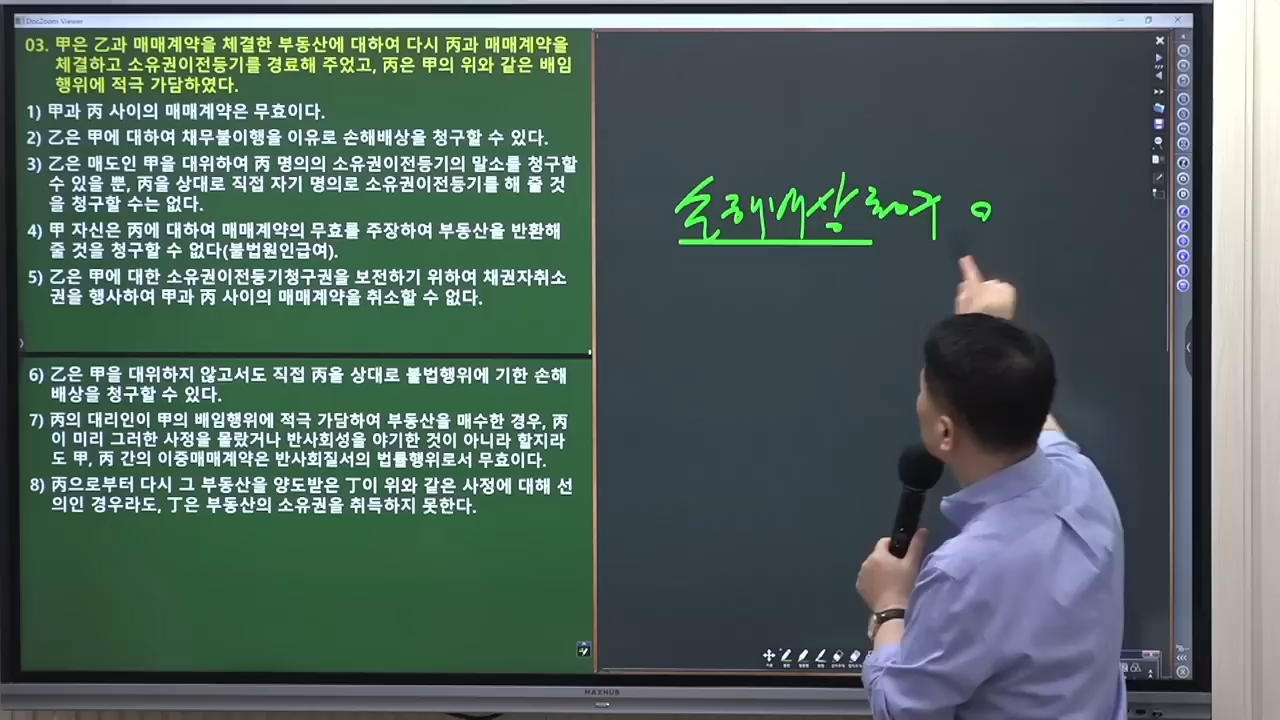 DocZoom Viewer
03. 甲은 乙과 매매계약을 체결한 부동산에 대하여 다시 丙과 매매계약을
체결하고 소유권이전등기를 경료해 주었고, 丙은 甲의 위와 같은 배임
행위에 적극 가담하였다.
1) 甲과 丙 사이의 매매계약은 무효이다.
2) 乙은 甲에 대하여 채무불이행을 이유로 손해배상을 청구할 수 있다.
3) 乙은 매도인 甲을 대위하여 丙 명의의 소유권이전등기의 말소를 청구할
수 있을 뿐, 丙을 상대로 직접 자기 명의로 소유권이전등기를 해 줄 것
을 청구할 수는 없다.
4) 甲 자신은 丙에 대하여 매매계약의 무효를 주장하여 부동산을 반환해
줄 것을 청구할 수 없다(불법원인급여).
5) 乙은 甲에 대한 소유권이전등기청구권을 보전하기 위하여 채권자취소
권을 행사하여 甲과 丙 사이의 매매계약을 취소할 수 없다.
6) 乙은 甲을 대위하지 않고서도 직접 丙을 상대로 불법행위에 기한 손해
배상을 청구할 수 있다.
7) 丙의 대리인이 甲의 배임행위에 적극 가담하여 부동산을 매수한 경우, 丙
이 미리 그러한 사정을 몰랐거나 반사회성을 야기한 것이 아니라 할지라
도 甲, 丙 간의 이중매매계약은 반사회질서의 법률행위로서 무효이다.
8) 丙으로부터 다시 그 부동산을 양도받은 丁이 위와 같은 사정에 대해 선
의인 경우라도, 丁은 부동산의 소유권을 취득하지 못한다.
손해배상 청구 O
MAXHUB